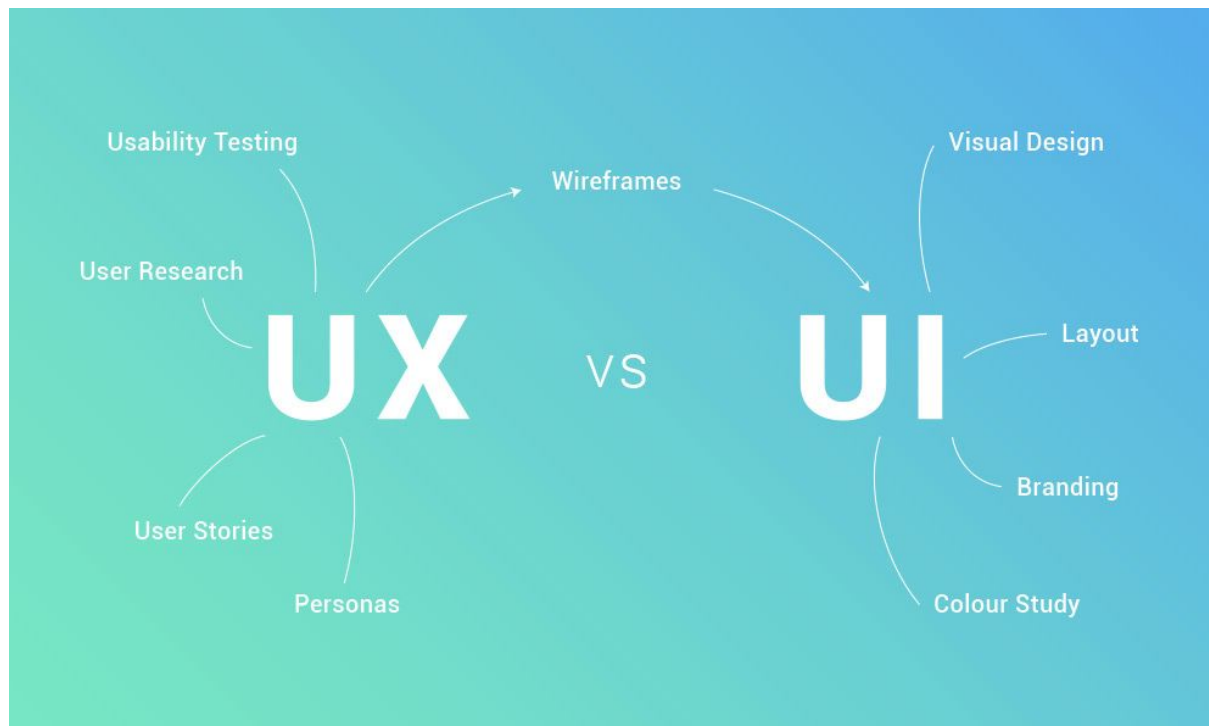 Usability Testing
Visual Design
Wireframes
User Research
UX
vs
UI
Layout
Branding
User Stories
Personas
Colour Study